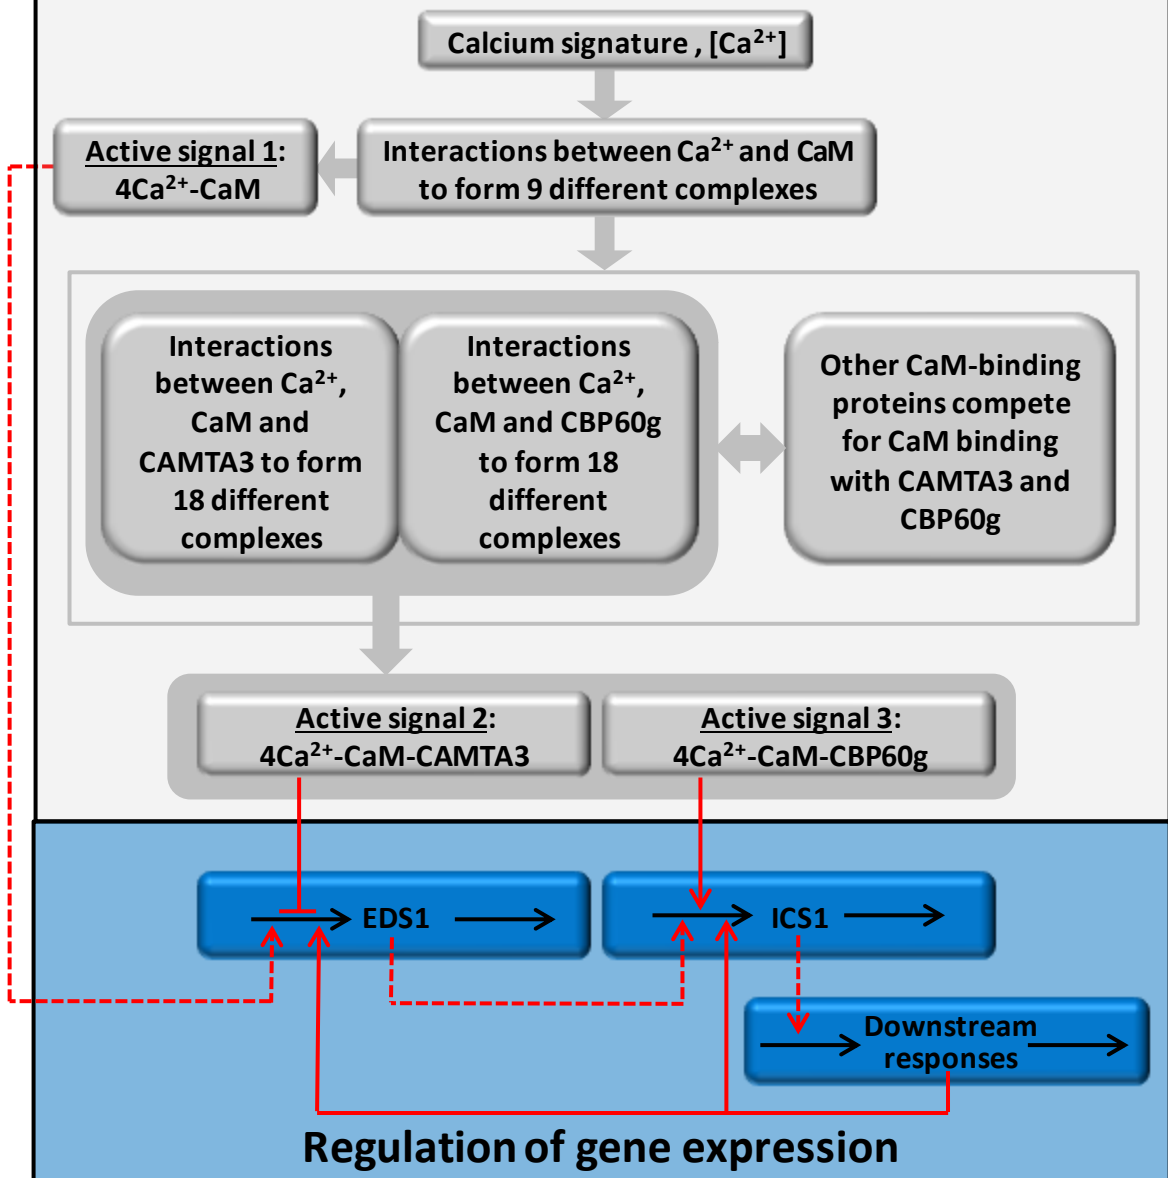 Calcium signature , [Ca²⁺]
Active signal 1:
4Ca²⁺-CaM
Interactions between Ca²⁺ and CaM
to form 9 different complexes
Interactions
between Ca²⁺,
CaM and
CAMTA3 to form
18 different
complexes
Interactions
between Ca²⁺,
CaM and CBP60g
to form 18
different
complexes
Other CaM-binding
proteins compete
for CaM binding
with CAMTA3 and
CBP60g
Active signal 2:
4Ca²⁺-CaM-CAMTA3
Active signal 3:
4Ca²⁺-CaM-CBP60g
EDS1
ICS1
Downstream
responses
Regulation of gene expression